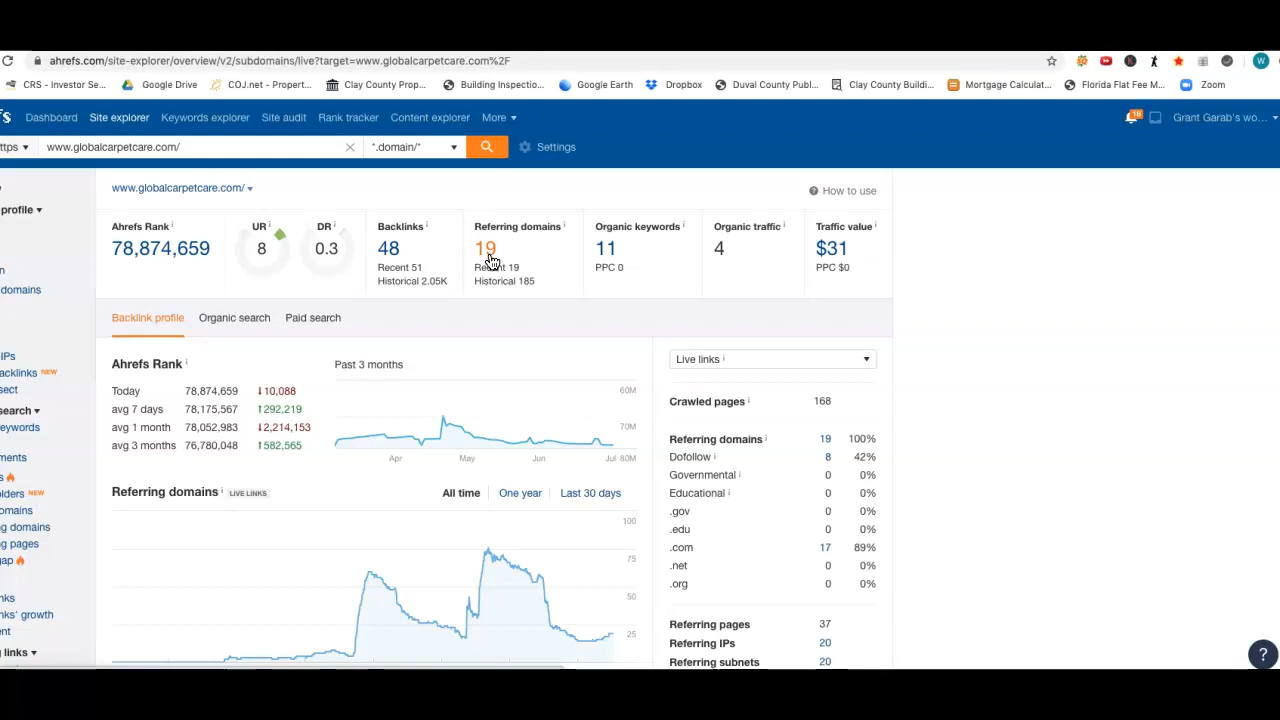 ahrefs.com/site-explorer/overview/v2/subdomains/live?target=www.globalcarpetcare.com%2F
W
CRS - Investor Se... Google Drive COJ.net - Propert... Clay County Prop... Building Inspectio... Google Earth Dropbox Duval County Publ... Clay County Buildi... Mortgage Calculat... Florida Flat Fee M... Zoom
fs Dashboard Site explorer Keywords explorer Site audit Rank tracker Content explorer More 18 Grant Garab's wo...
ttps www.globalcarpetcare.com/ *.domain/* Settings
www.globalcarpetcare.com/ How to use
profile
Ahrefs Rank UR DR Backlinks Referring domains Organic keywords Organic traffic Traffic value
78,874,659 8 0.3 48 19 11 4 $31
Recent 51 Recent 19 PPC 0 PPC $0
n Historical 2.05K Historical 185
domains
Backlink profile Organic search Paid search
IPs
Ahrefs Rank Past 3 months Live links
acklinks NEW
sect
Today 78,874,659 ↓10,088 60M
avg 7 days 78,175,567 ↑292,219
avg 1 month 78,052,983 ↓2,214,153 70M
avg 3 months 76,780,048 ↑582,565
Apr May Jun Jul 80M
search
eywords
ments
s
olders NEW
omains
ng domains
ng pages
gap
nks
nks' growth
ent
links
Referring domains LIVE LINKS All time One year Last 30 days
100
75
50
25
Crawled pages 168
Referring domains 19 100%
Dofollow 8 42%
Governmental 0 0%
Educational 0 0%
.gov 0 0%
.edu 0 0%
.com 17 89%
.net 0 0%
.org 0 0%
Referring pages 37
Referring IPs 20
Referring subnets 20
?